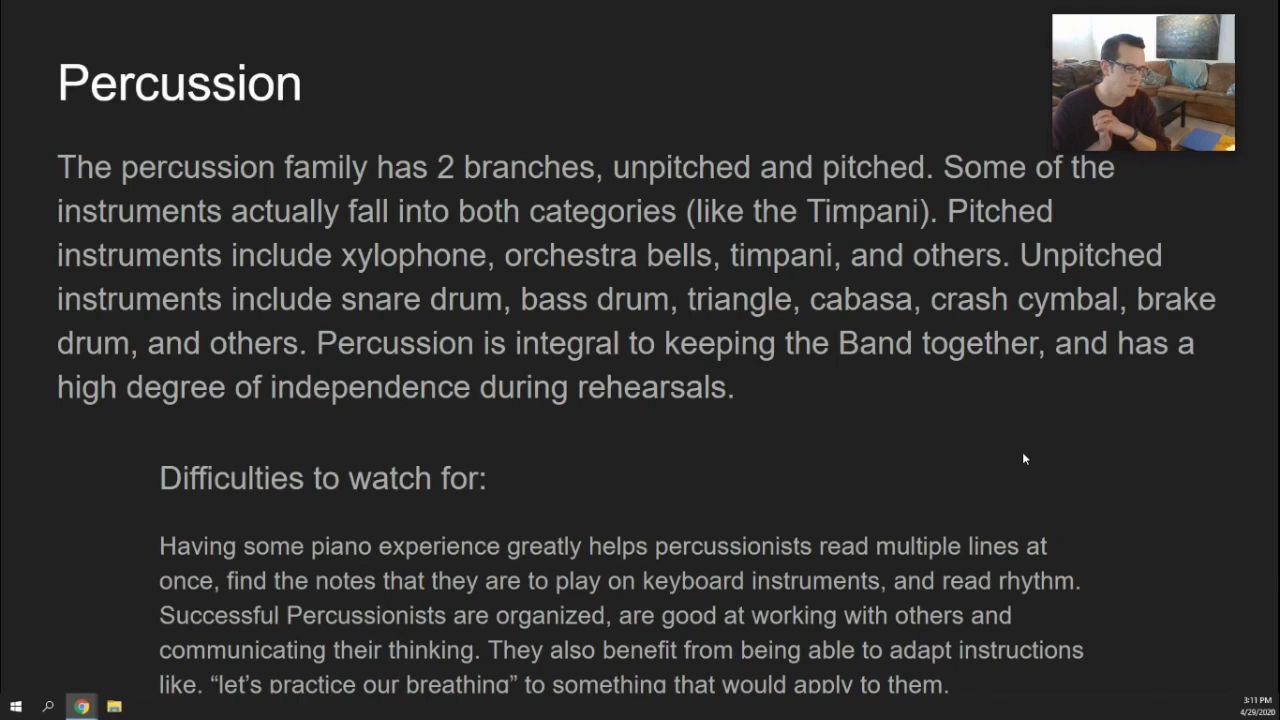 Percussion
The percussion family has 2 branches, unpitched and pitched. Some of the
instruments actually fall into both categories (like the Timpani). Pitched
instruments include xylophone, orchestra bells, timpani, and others. Unpitched
instruments include snare drum, bass drum, triangle, cabasa, crash cymbal, brake
drum, and others. Percussion is integral to keeping the Band together, and has a
high degree of independence during rehearsals.
Difficulties to watch for:
Having some piano experience greatly helps percussionists read multiple lines at
once, find the notes that they are to play on keyboard instruments, and read rhythm.
Successful Percussionists are organized, are good at working with others and
communicating their thinking. They also benefit from being able to adapt instructions
like. “let’s practice our breathing” to something that would apply to them.
3:11 PM
4/29/2020